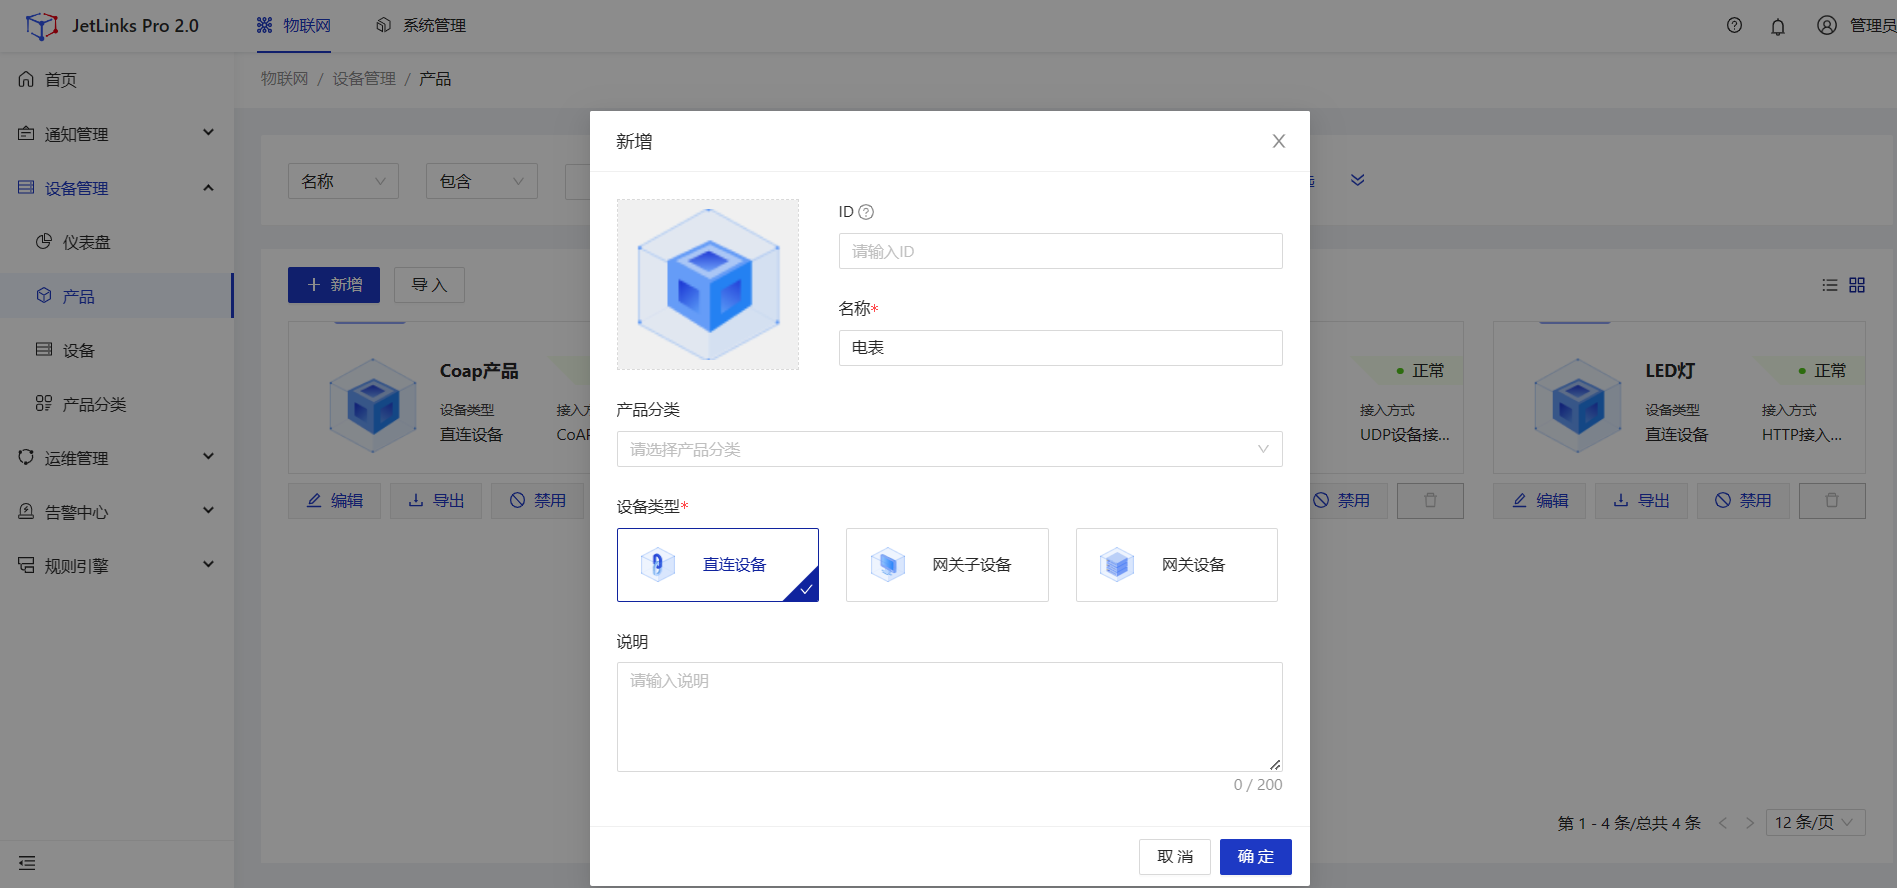 JetLinks Pro 2.0
物联网
系统管理
管理员
首页
通知管理
设备管理
仪表盘
产品
设备
产品分类
运维管理
告警中心
规则引擎
物联网 / 设备管理 / 产品
名称
包含
新增
导入
Coap产品
设备类型
直连设备
编辑
导出
禁用
新增
ID
请输入ID
名称*
电表
产品分类
请选择产品分类
设备类型*
直连设备
网关子设备
网关设备
说明
请输入说明
0 / 200
取消
确定
正常
接入方式
UDP设备接...
禁用
LED灯
正常
设备类型
接入方式
直连设备
HTTP接入...
编辑
导出
禁用
第 1 - 4 条/总共 4 条
12 条/页